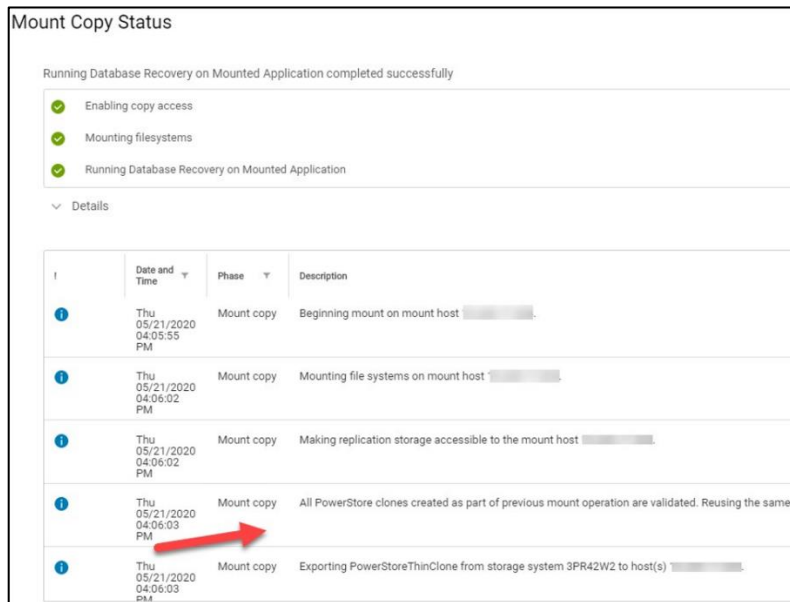 Mount Copy Status
Running Database Recovery on Mounted Application completed successfully
Enabling copy access
Mounting filesystems
Running Database Recovery on Mounted Application
Details
! Date and Time Phase Description
Thu 05/21/2020 04:05:55 PM Mount copy Beginning mount on mount host '.
Thu 05/21/2020 04:06:02 PM Mount copy Mounting file systems on mount host '.
Thu 05/21/2020 04:06:02 PM Mount copy Making replication storage accessible to the mount host .
Thu 05/21/2020 04:06:03 PM Mount copy All PowerStore clones created as part of previous mount operation are validated. Reusing the same
Thu 05/21/2020 04:06:03 PM Mount copy Exporting PowerStoreThinClone from storage system 3PR42W2 to host(s) '.